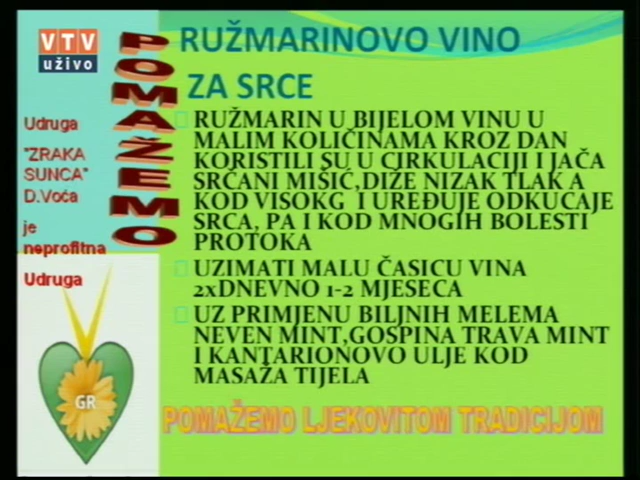 VTV
uživo
POMAŽEMO
Udruga
"ZRAKA
SUNCA"
D.Voća
je
neprofitna
Udruga
GR
RUŽMARINOVO VINO
ZA SRCE
RUŽMARIN U BIJELOM VINU U
MALIM KOLIČINAMA KROZ DAN
KORISTILI SU U CIRKULACIJI I JAČA
SRČANI MIŠIĆ,DIŽE NIZAK TLAK A
KOD VISOKG I UREĐUJE ODKUCAJE
SRCA, PA I KOD MNOGIH BOLESTI
PROTOKA
UZIMATI MALU ČASICU VINA
2xDNEVNO 1-2 MJESECA
UZ PRIMJENU BILJNIH MELEMA
NEVEN MINT,GOSPINA TRAVA MINT
I KANTARIONOVO ULJE KOD
MASAŽA TIJELA
POMAŽEMO LJEKOVITOM TRADICIJOM